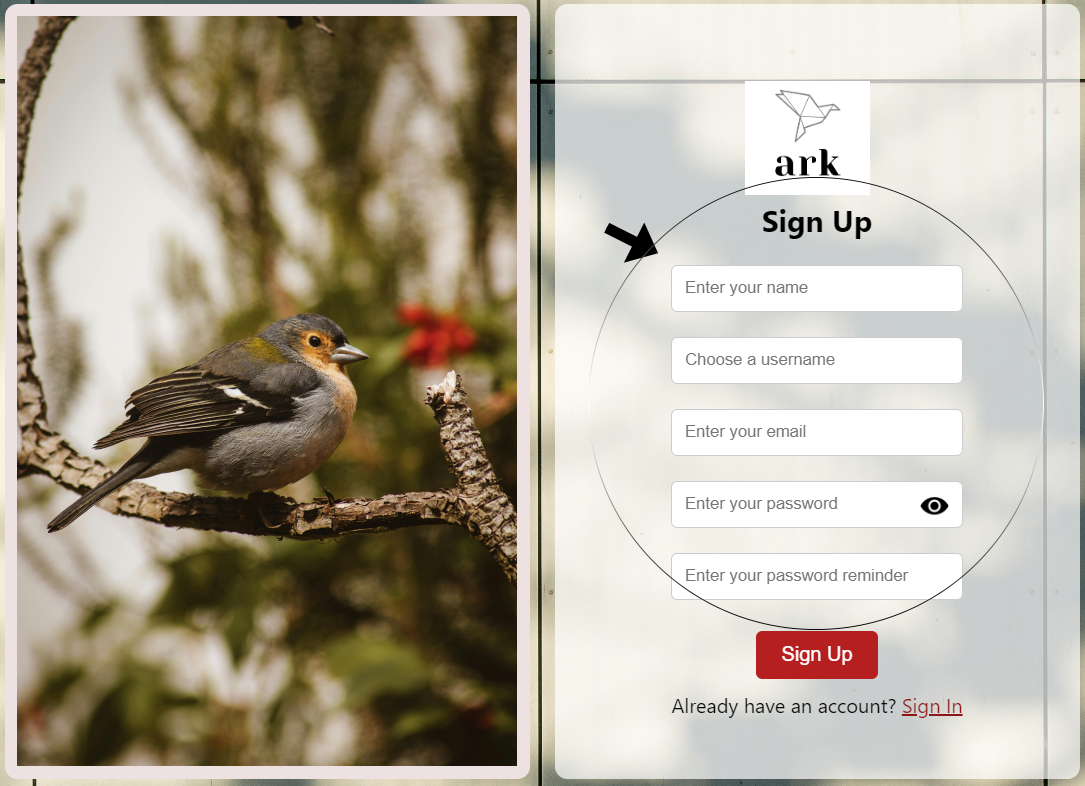 ark
Sign Up
Enter your name
Choose a username
Enter your email
Enter your password
Enter your password reminder
Sign Up
Already have an account? Sign In